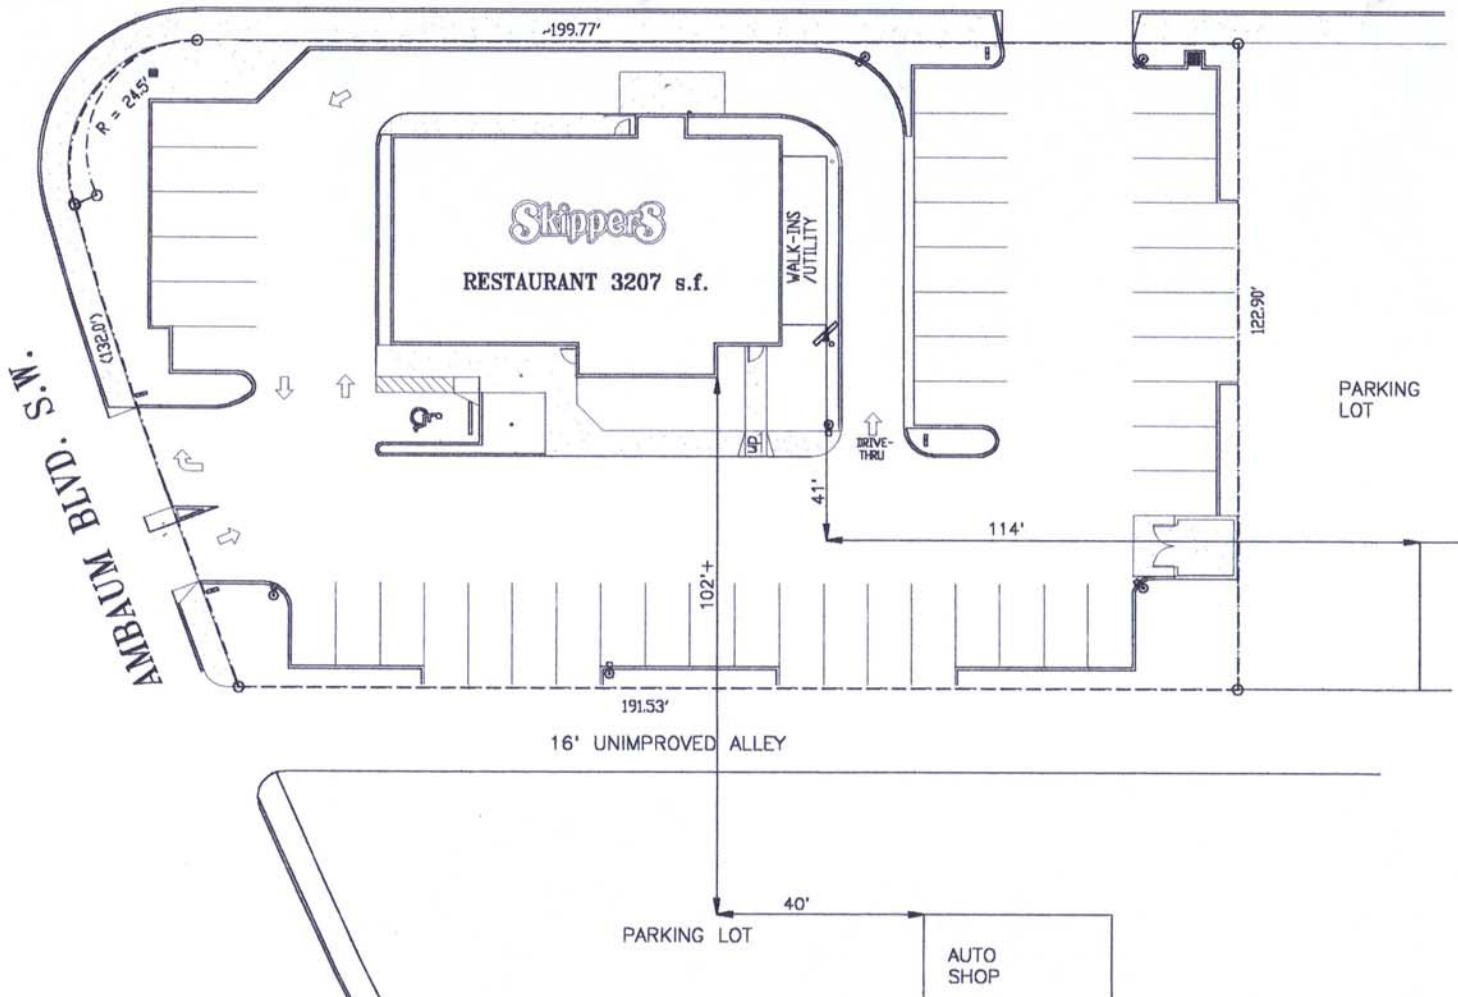 ~199.77'
R = 24.5'
SkipperS
RESTAURANT 3207 s.f.
WALK-INS
/UTILITY
(132.0')
122.90'
AMBAUM BLVD. S.W.
PARKING
LOT
UP
DRIVE-
THRU
41'
114'
102'+
191.53'
16' UNIMPROVED ALLEY
40'
PARKING LOT
AUTO
SHOP